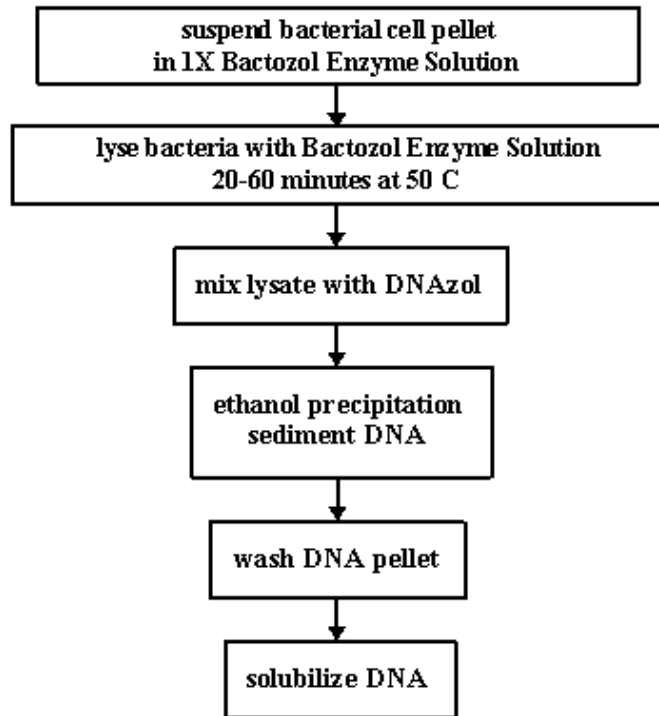 suspend bacterial cell pellet
in 1X Bactozol Enzyme Solution
lyse bacteria with Bactozol Enzyme Solution
20-60 minutes at 50 C
mix lysate with DNAzol
ethanol precipitation
sediment DNA
wash DNA pellet
solubilize DNA